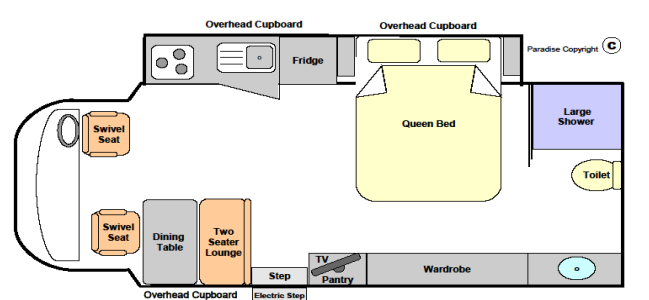 Overhead Cupboard
Overhead Cupboard
Paradise Copyright C
Fridge
Swivel
Seat
Queen Bed
Large
Shower
Toilet
Swivel
Seat
Dining
Table
Two
Seater
Lounge
Step
TV
Pantry
Wardrobe
Overhead Cupboard
Electric Step